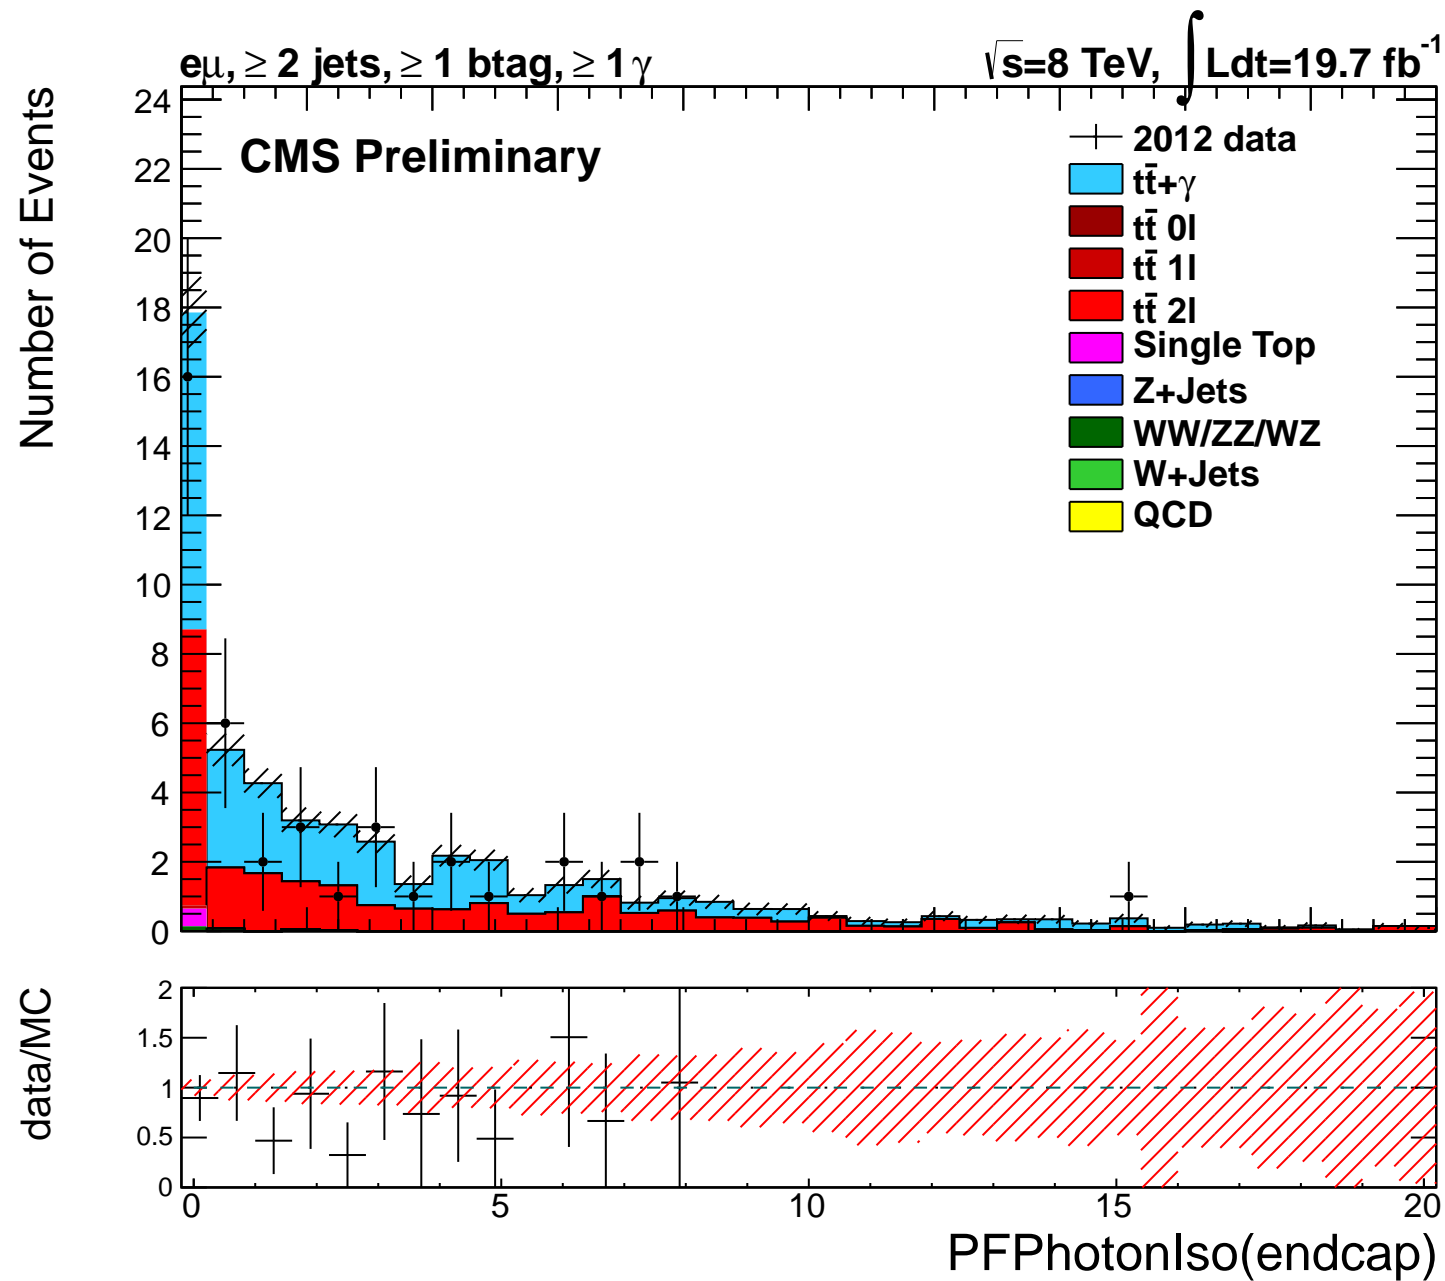 eμ, ≥ 2 jets, ≥ 1 btag, ≥ 1 γ
√s=8 TeV, ∫ Ldt=19.7 fb⁻¹
CMS Preliminary
Number of Events
24
22
20
18
16
14
12
10
8
6
4
2
0
2012 data
tt̄+γ
tt̄ 0l
tt̄ 1l
tt̄ 2l
Single Top
Z+Jets
WW/ZZ/WZ
W+Jets
QCD
data/MC
2
1.5
1
0.5
0
0 5 10 15 20
PFPhotonIso(endcap)